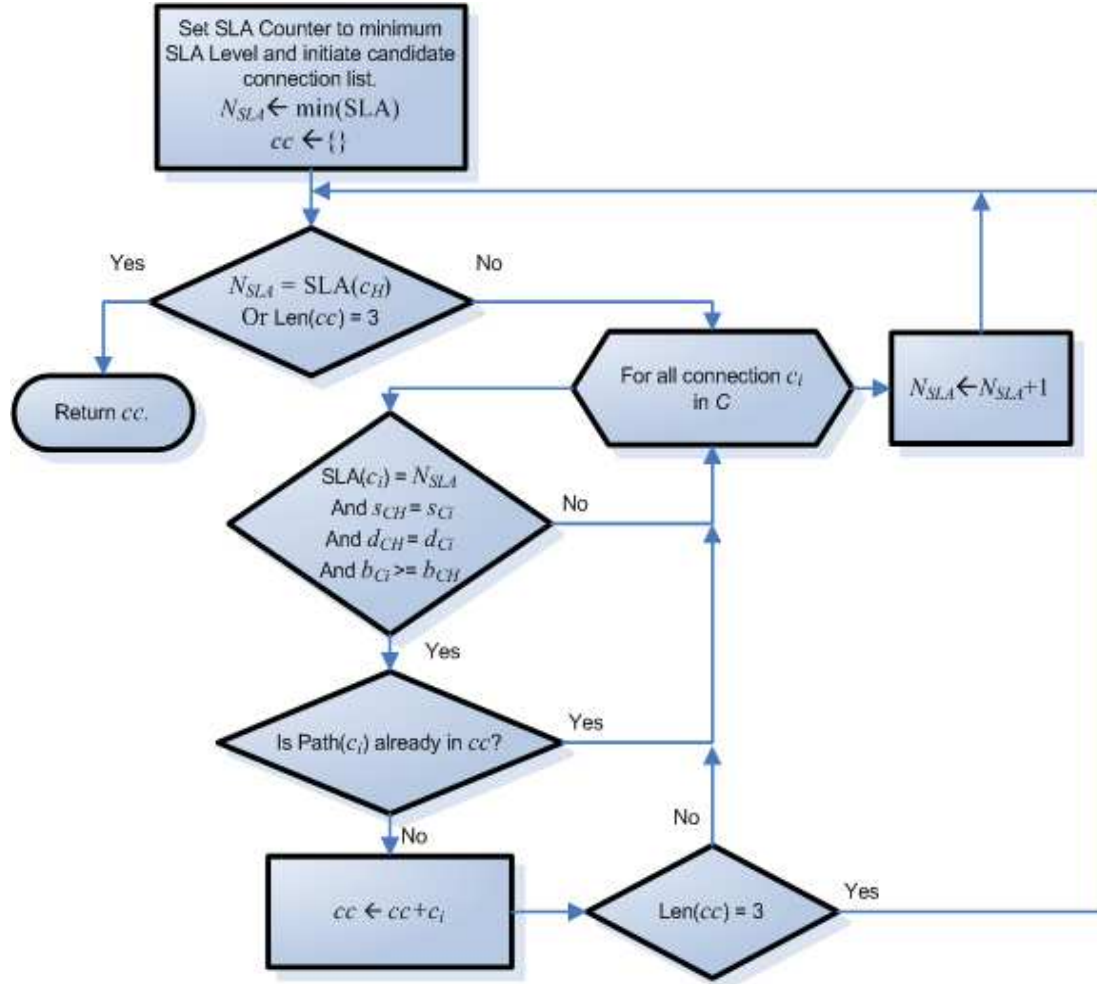 Set SLA Counter to minimum
SLA Level and initiate candidate
connection list.
N_SLA ← min(SLA)
cc ← {}
Yes
No
N_SLA = SLA(c_H)
Or Len(cc) = 3
Return cc.
For all connection c_i
in C
N_SLA ← N_SLA+1
SLA(c_i) = N_SLA
And s_CH = s_Ci
And d_CH = d_Ci
And b_Ci >= b_CH
No
Yes
Is Path(c_i) already in cc?
Yes
No
cc ← cc+c_i
No
Len(cc) = 3
Yes